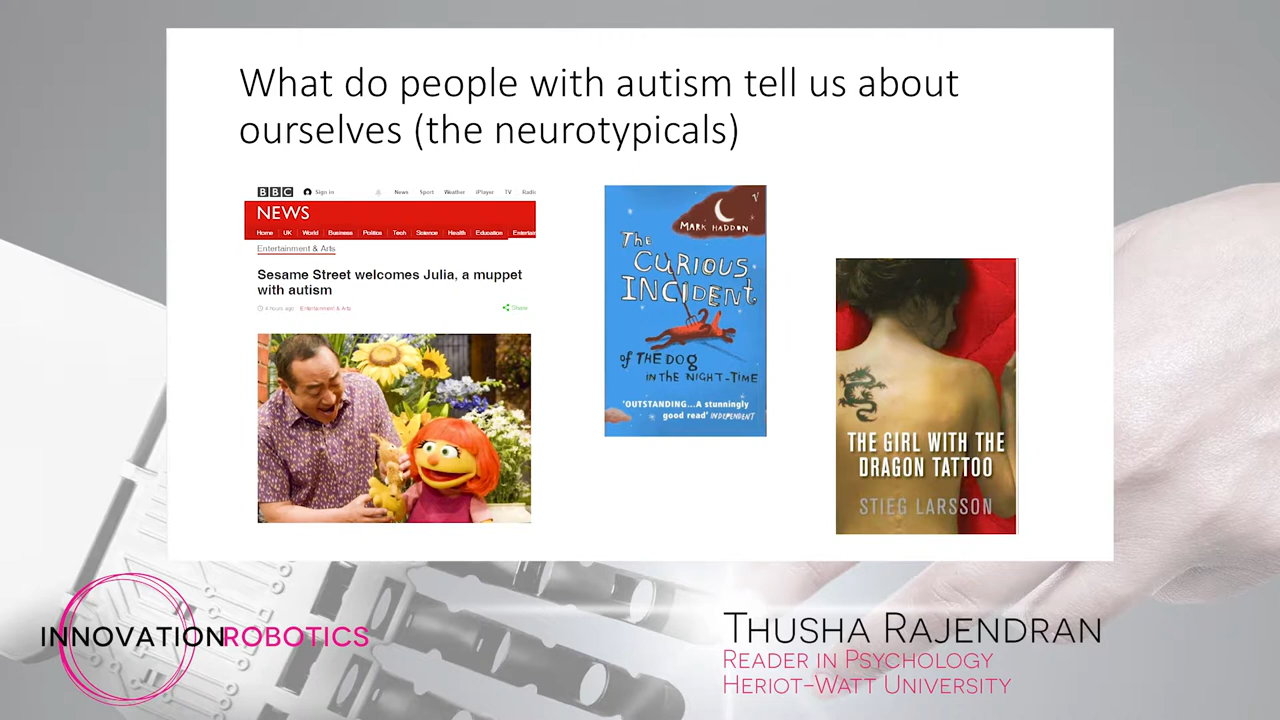 What do people with autism tell us about
ourselves (the neurotypicals)
BBC Sign in News Sport Weather iPlayer TV Radio
NEWS
Home UK World Business Politics Tech Science Health Education Entertain
Entertainment & Arts
Sesame Street welcomes Julia, a muppet
with autism
Entertainment & Arts Share
MARK HADDON
The
CURIOUS
INCIDENT
of THE DOg
IN THE NIGHT-TIME
'OUTSTANDING...A stunningly
good read' INDEPENDENT
THE GIRL WITH THE
DRAGON TATTOO
STIEG LARSSON
INNOVATIONROBOTICS
THUSHA RAJENDRAN
READER IN PSYCHOLOGY
HERIOT-WATT UNIVERSITY